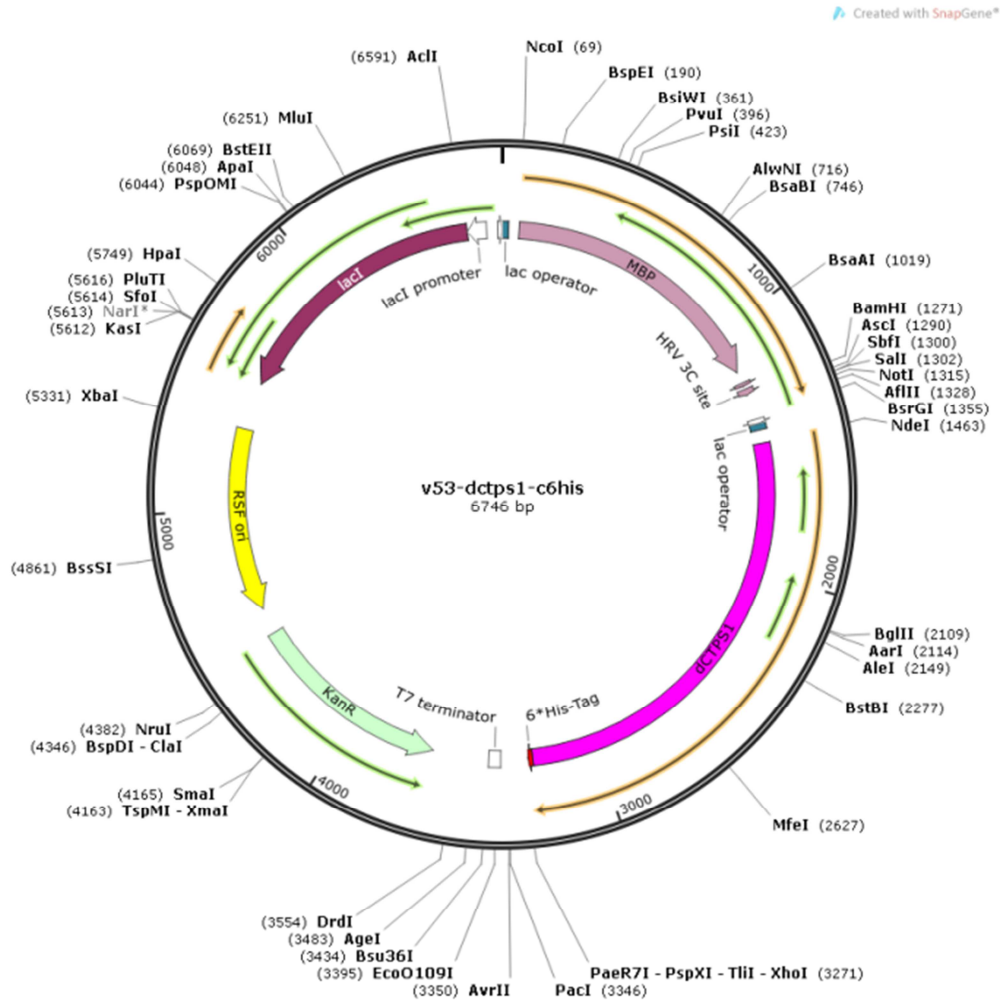 Created with SnapGene®
(6591) AclI
NcoI (69)
BspEI (190)
BsiWI (361)
PvuI (396)
PsiI (423)
(6251) MluI
(6069) BstEII
(6048) ApaI
(6044) PspOMI
AlwNI (716)
BsaBI (746)
(5749) HpaI
(5616) PluTI
(5614) SfoI
(5613) NarI*
(5612) KasI
BsaAI (1019)
BamHI (1271)
AscI (1290)
SbfI (1300)
SalI (1302)
NotI (1315)
AflII (1328)
BsrGI (1355)
NdeI (1463)
(5331) XbaI
6000
1000
lacI
lacI promoter
lac operator
MBP
HRV 3C site
lac operator
v53-dctps1-c6his
6746 bp
RSF ori
5000
2000
(4861) BssSI
dCTPS1
BglII (2109)
AarI (2114)
AleI (2149)
BstBI (2277)
KanR
T7 terminator
6*His-Tag
(4382) NruI
(4346) BspDI - ClaI
(4165) SmaI
(4163) TspMI - XmaI
4000
3000
MfeI (2627)
(3554) DrdI
(3483) AgeI
(3434) Bsu36I
(3395) EcoO109I
(3350) AvrII
PaeR7I - PspXI - TliI - XhoI (3271)
PacI (3346)